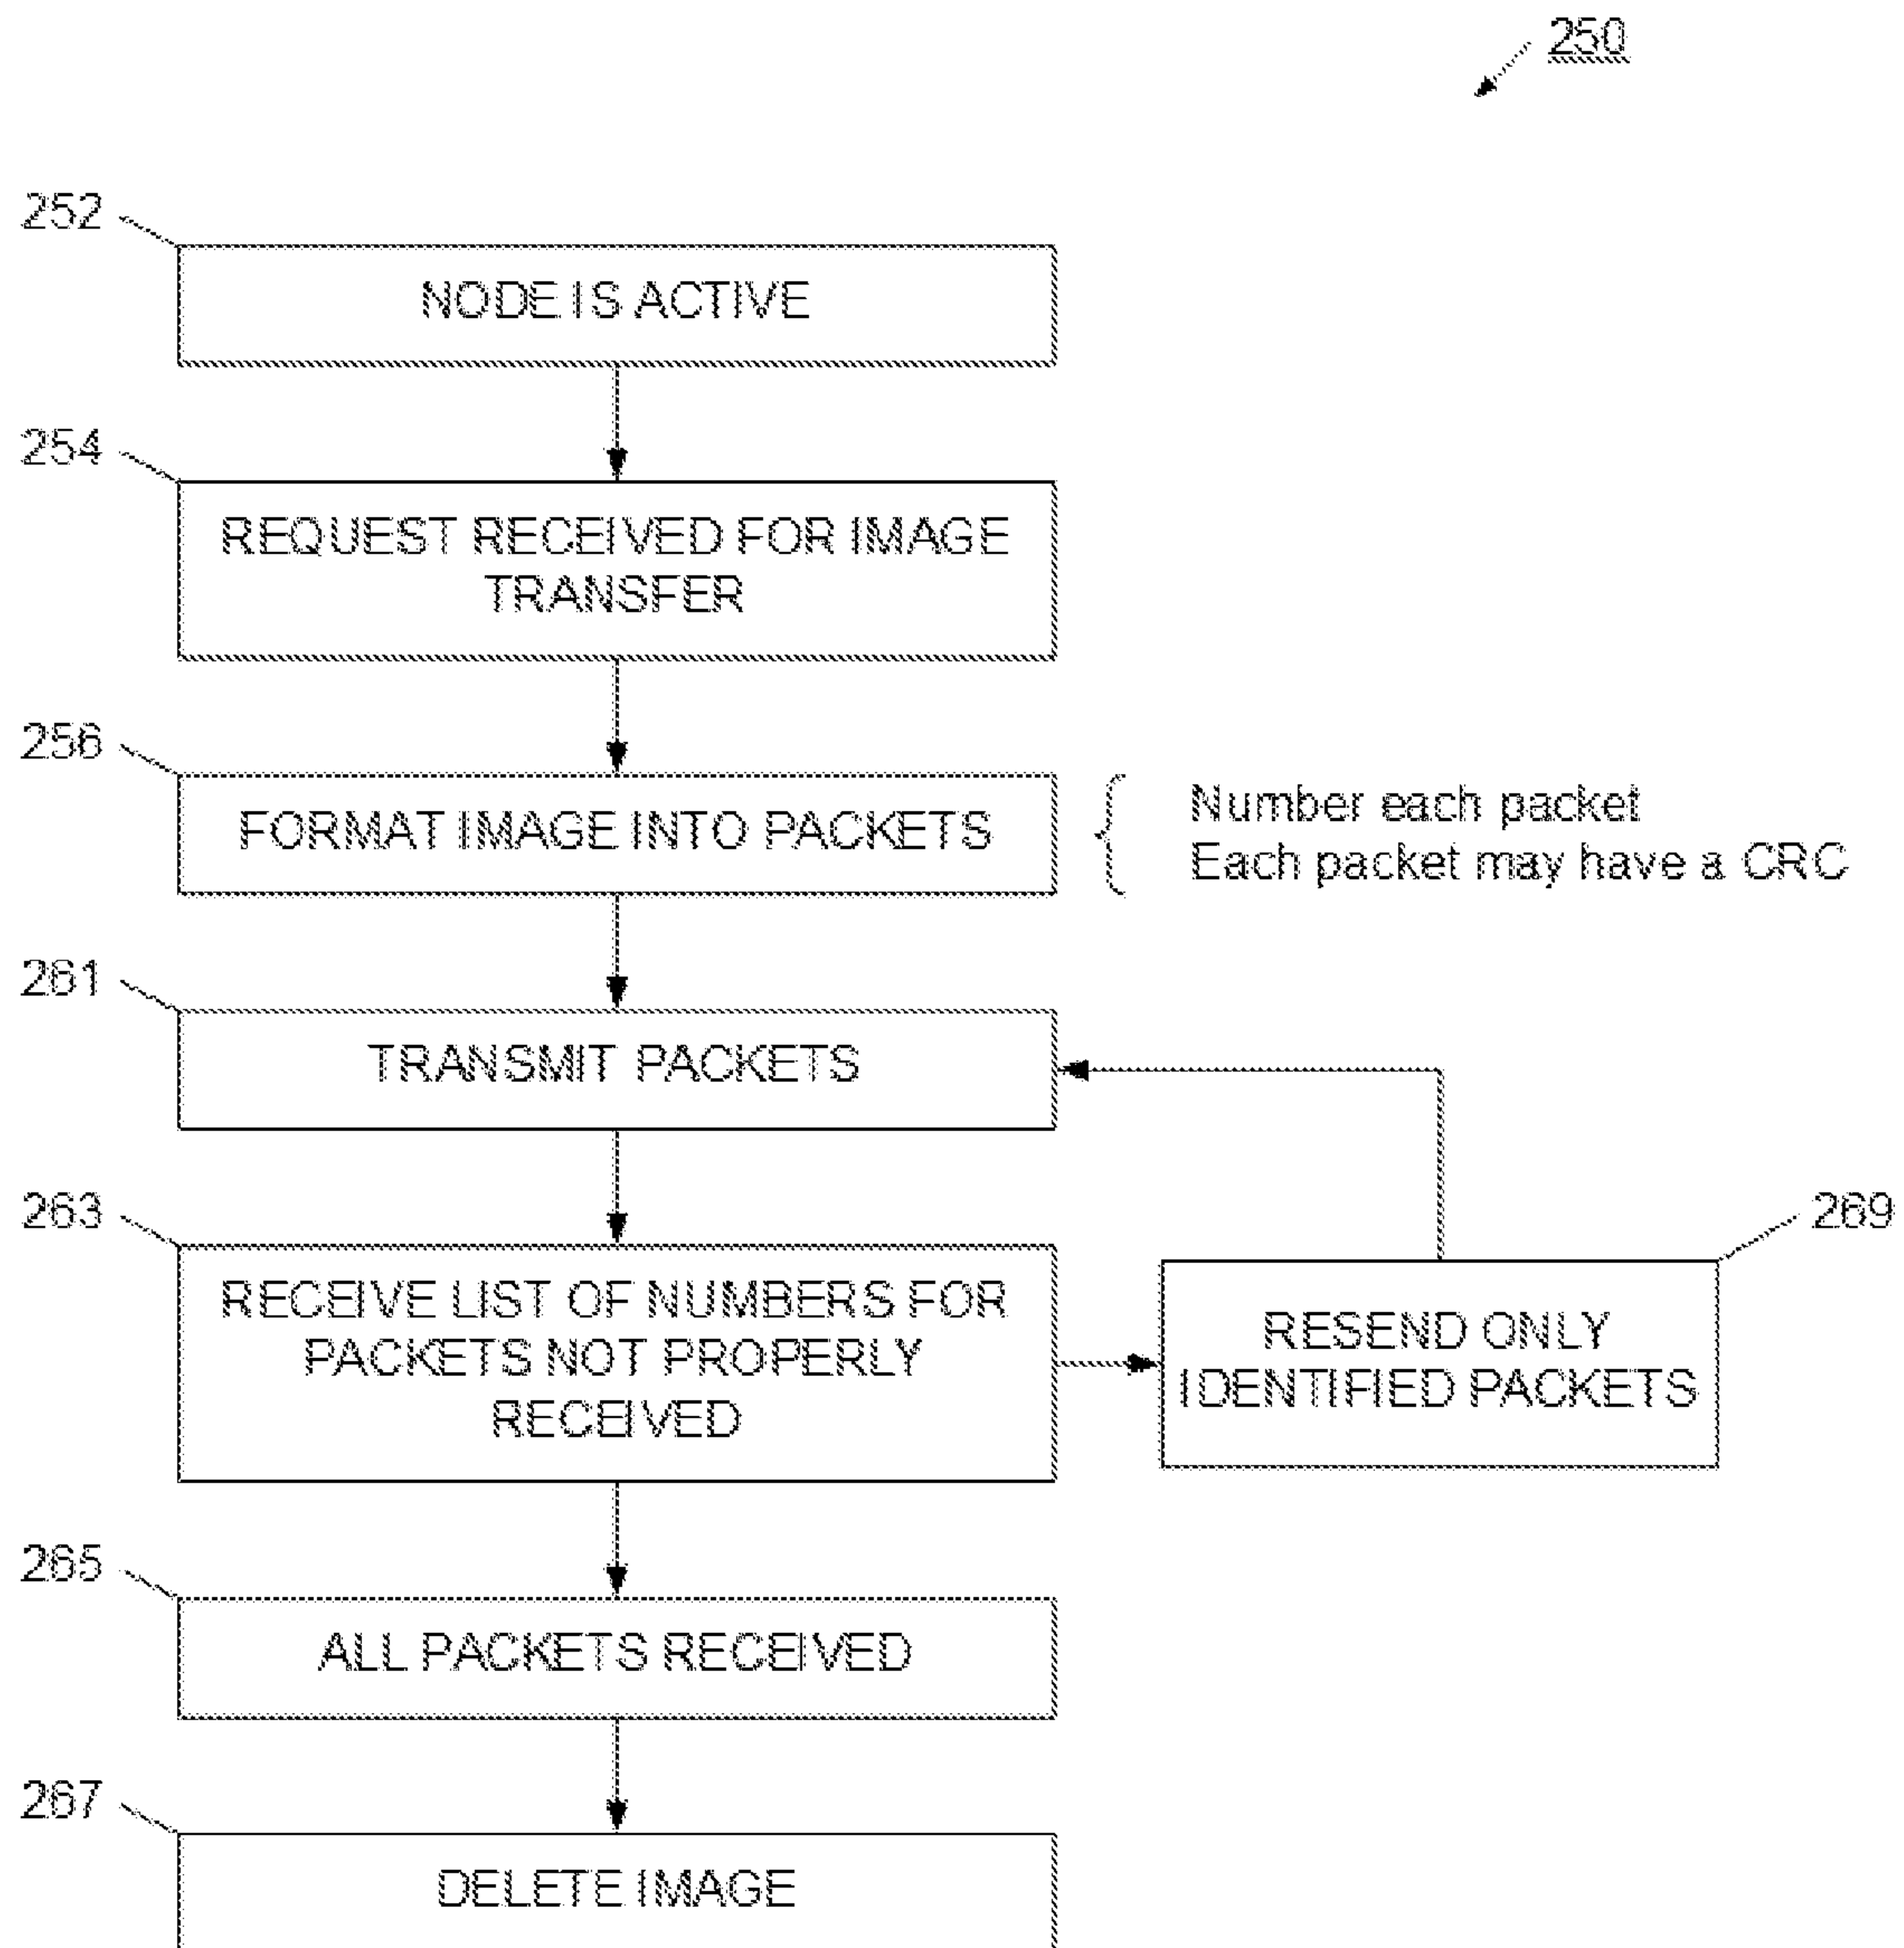 250
252
NODE IS ACTIVE
254
REQUEST RECEIVED FOR IMAGE
TRANSFER
256
FORMAT IMAGE INTO PACKETS
Number each packet
Each packet may have a CRC
261
TRANSMIT PACKETS
263
RECEIVE LIST OF NUMBERS FOR
PACKETS NOT PROPERLY
RECEIVED
269
RESEND ONLY
IDENTIFIED PACKETS
265
ALL PACKETS RECEIVED
267
DELETE IMAGE